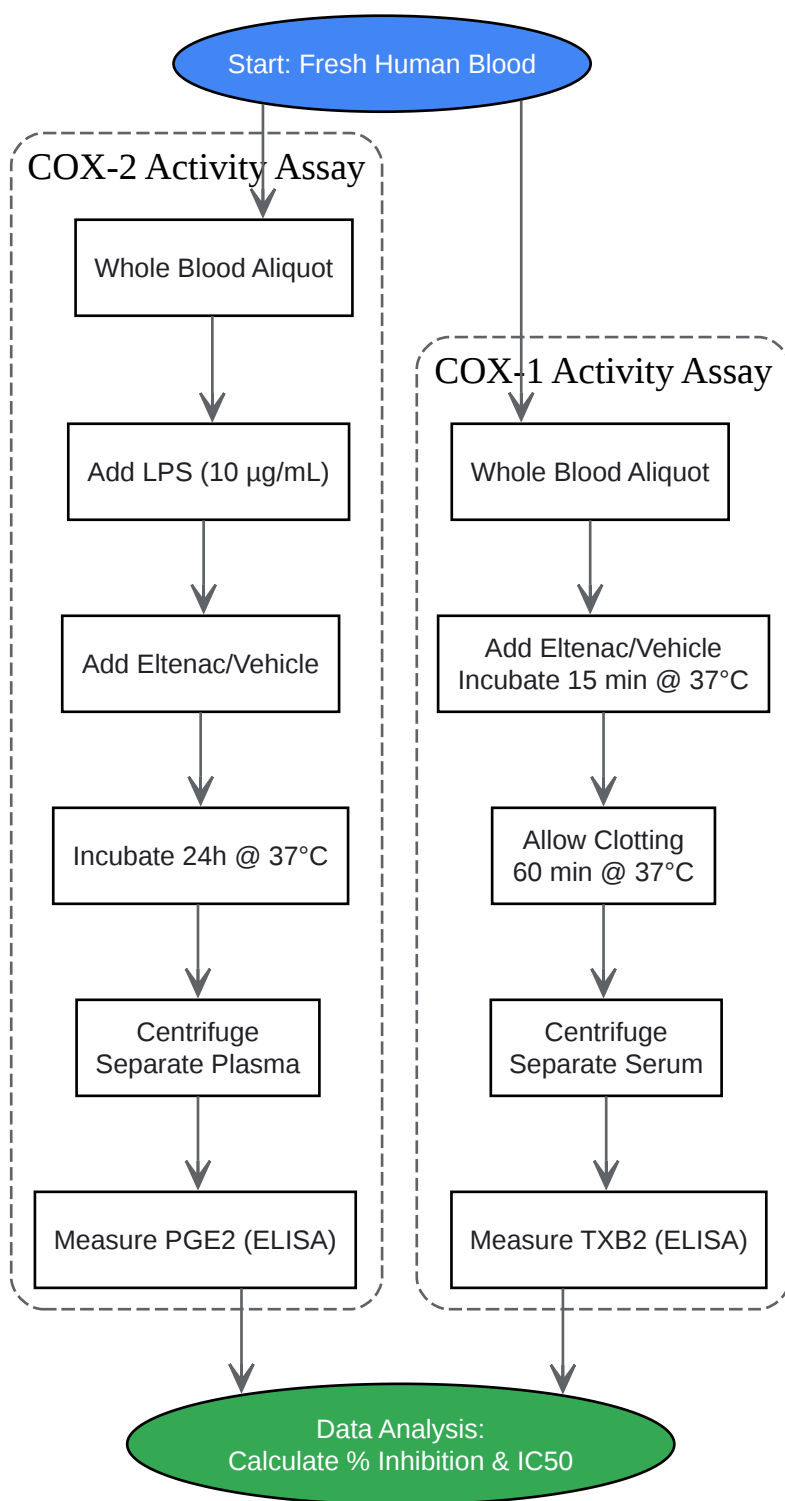 Start: Fresh Human Blood
COX-2 Activity Assay
Whole Blood Aliquot
Add LPS (10 µg/mL)
Add Eltenac/Vehicle
Incubate 24h @ 37°C
Centrifuge
Separate Plasma
Measure PGE2 (ELISA)
COX-1 Activity Assay
Whole Blood Aliquot
Add Eltenac/Vehicle
Incubate 15 min @ 37°C
Allow Clotting
60 min @ 37°C
Centrifuge
Separate Serum
Measure TXB2 (ELISA)
Data Analysis:
Calculate % Inhibition & IC50